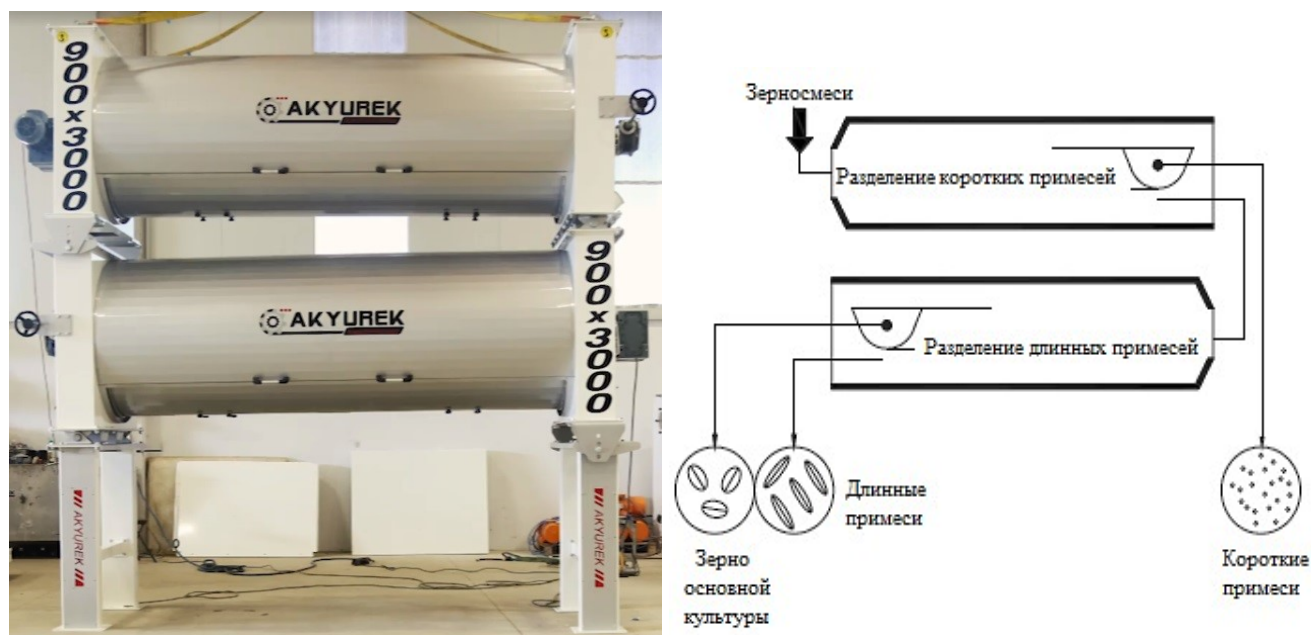 900x3000
AKYUREK
AKYUREK
900x3000
AKYUREK
AKYUREK
Зерносмеси
Разделение коротких примесей
Разделение длинных примесей
Длинные
примеси
Зерно
основной
культуры
Короткие
примеси